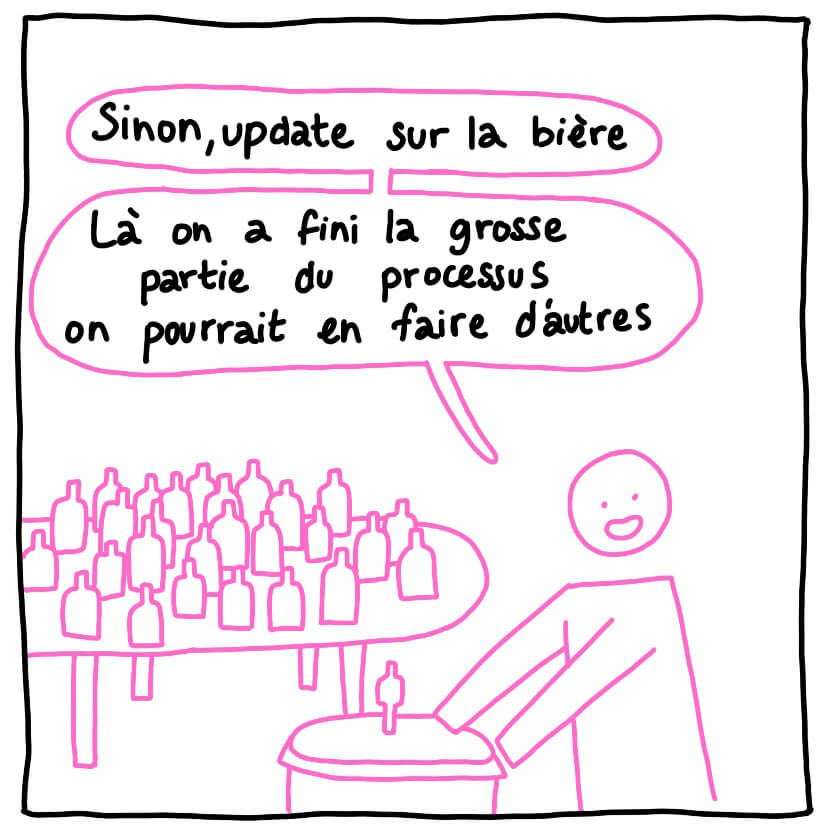 Sinon, update sur la bière
Là on a fini la grosse
partie du processus
on pourrait en faire d'autres